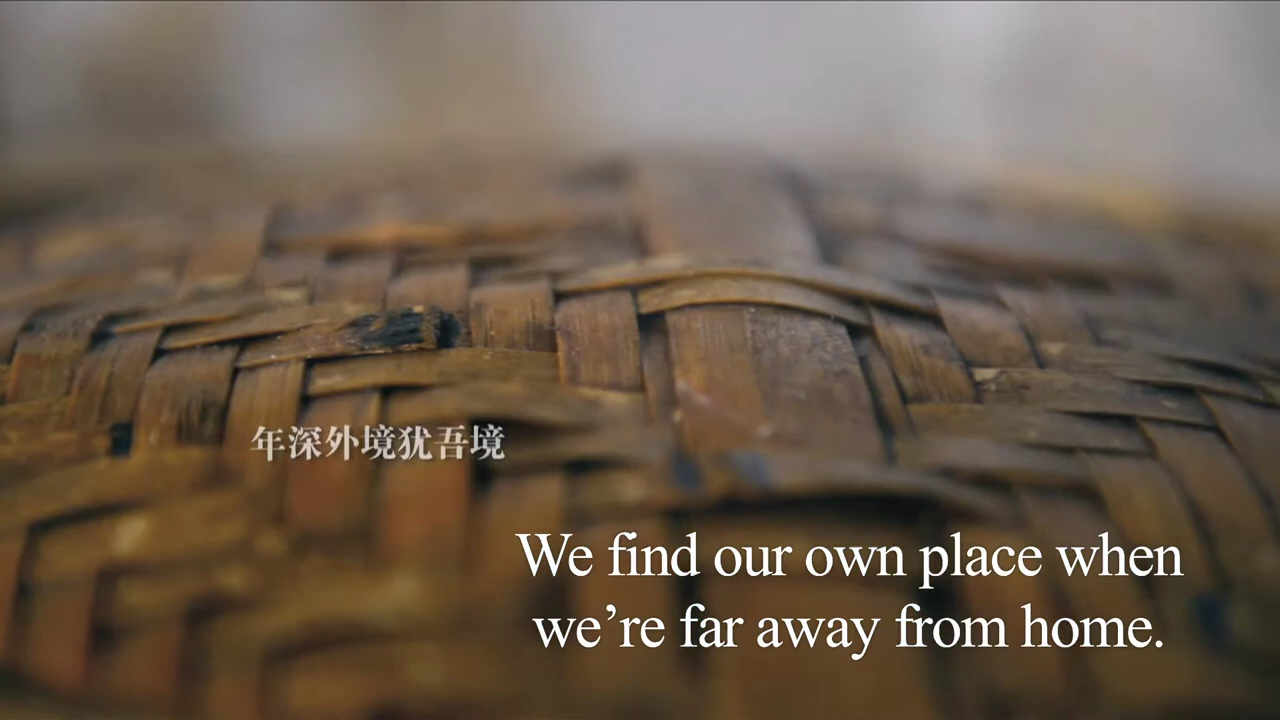 年深外境犹吾境
We find our own place when
we’re far away from home.